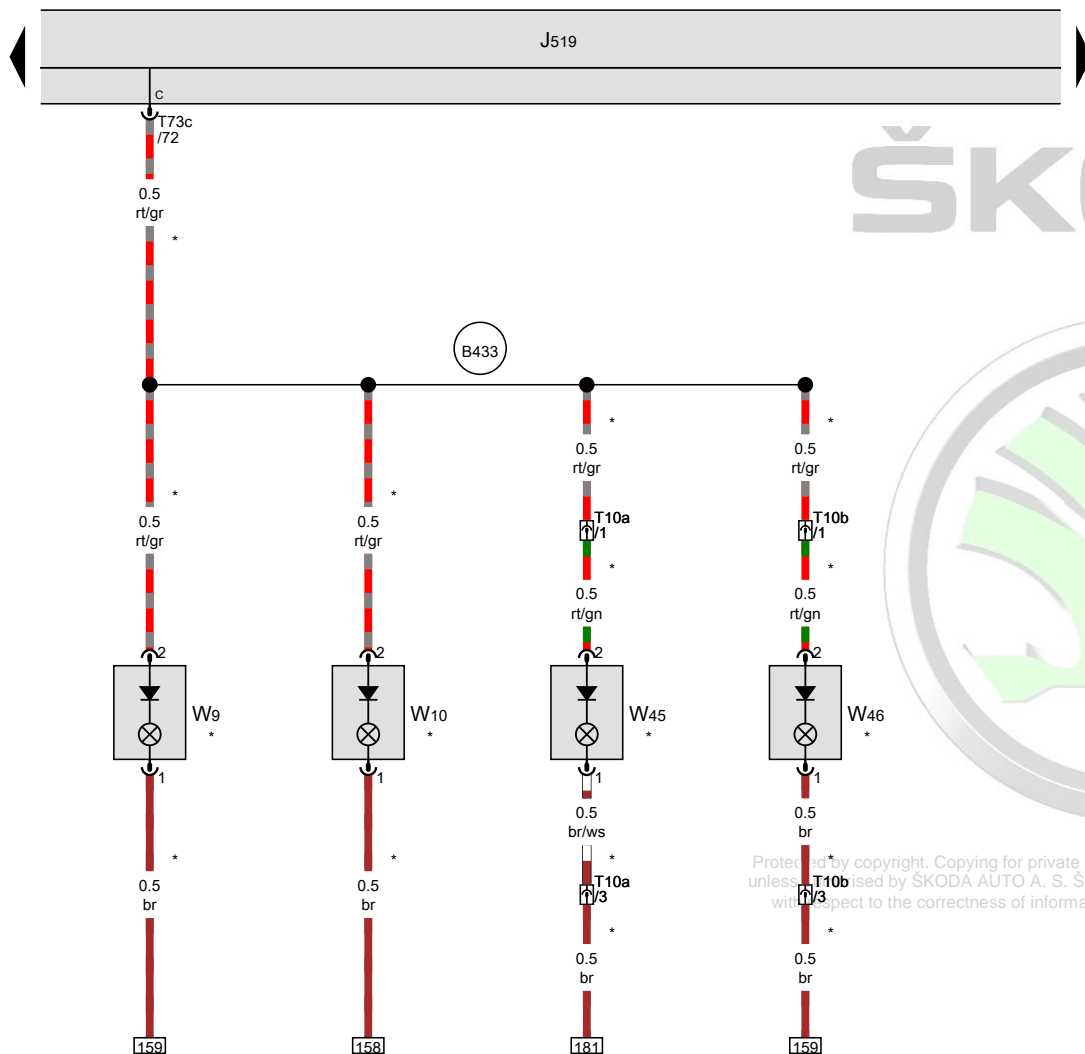 J519
c
T73c
/72
ŠKO
0.5
rt/gr
*
B433
*
*
0.5
rt/gr
0.5
rt/gr
*
*
0.5
rt/gr
0.5
rt/gr
T10a
/1
T10b
/1
*
*
0.5
rt/gn
0.5
rt/gn
2
2
2
2
W9
*
W10
*
W45
*
W46
*
1
1
1
1
0.5
br/ws
0.5
br
*
*
*
*
Protected by copyright. Copying for private
unless authorised by ŠKODA AUTO A. S. Š
with respect to the correctness of informa
0.5
br
0.5
br
T10a
/3
T10b
/3
*
*
0.5
br
0.5
br
159
158
181
159